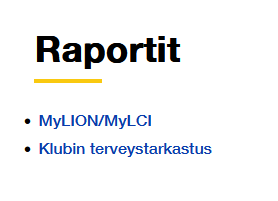 Raportit
MyLION/MyLCI
Klubin terveystarkastus